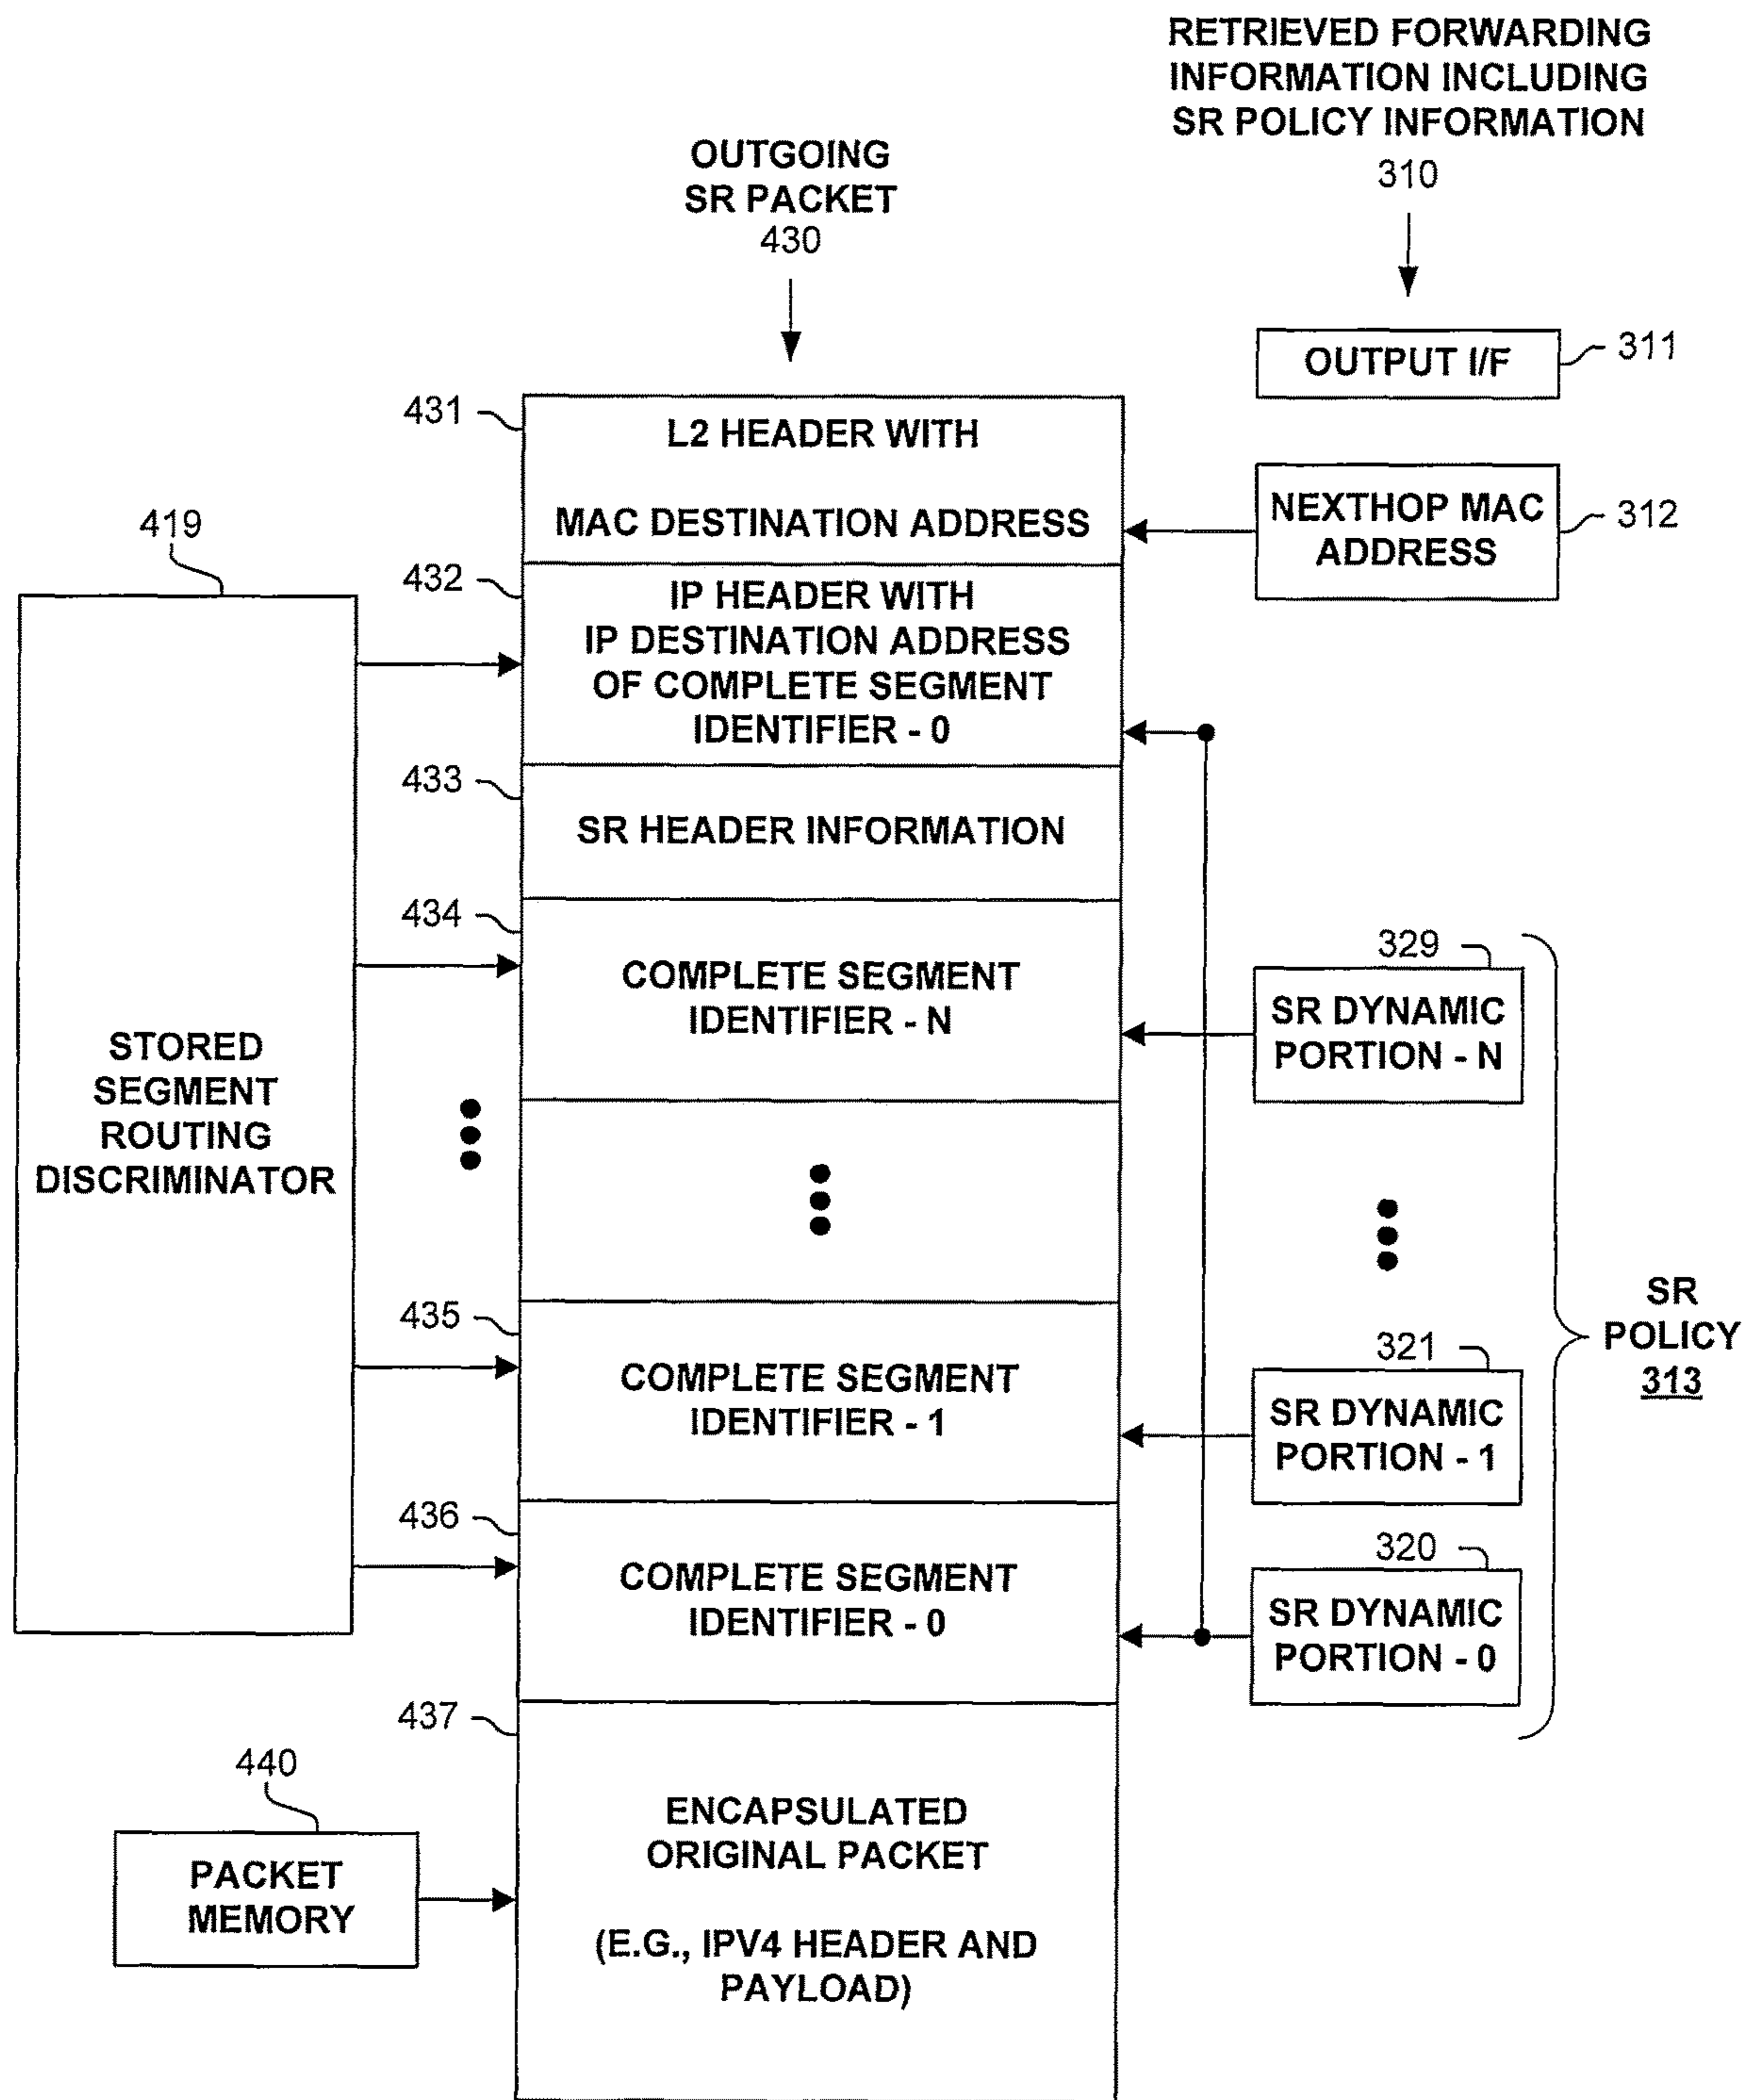 RETRIEVED FORWARDING
INFORMATION INCLUDING
SR POLICY INFORMATION
310
OUTGOING
SR PACKET
430
OUTPUT I/F
311
431
L2 HEADER WITH
MAC DESTINATION ADDRESS
NEXTHOP MAC
ADDRESS
312
419
432
IP HEADER WITH
IP DESTINATION ADDRESS
OF COMPLETE SEGMENT
IDENTIFIER - 0
433
SR HEADER INFORMATION
434
COMPLETE SEGMENT
IDENTIFIER - N
329
SR DYNAMIC
PORTION - N
STORED
SEGMENT
ROUTING
DISCRIMINATOR
SR
POLICY
313
435
COMPLETE SEGMENT
IDENTIFIER - 1
321
SR DYNAMIC
PORTION - 1
436
COMPLETE SEGMENT
IDENTIFIER - 0
320
SR DYNAMIC
PORTION - 0
437
440
PACKET
MEMORY
ENCAPSULATED
ORIGINAL PACKET
(E.G., IPV4 HEADER AND
PAYLOAD)